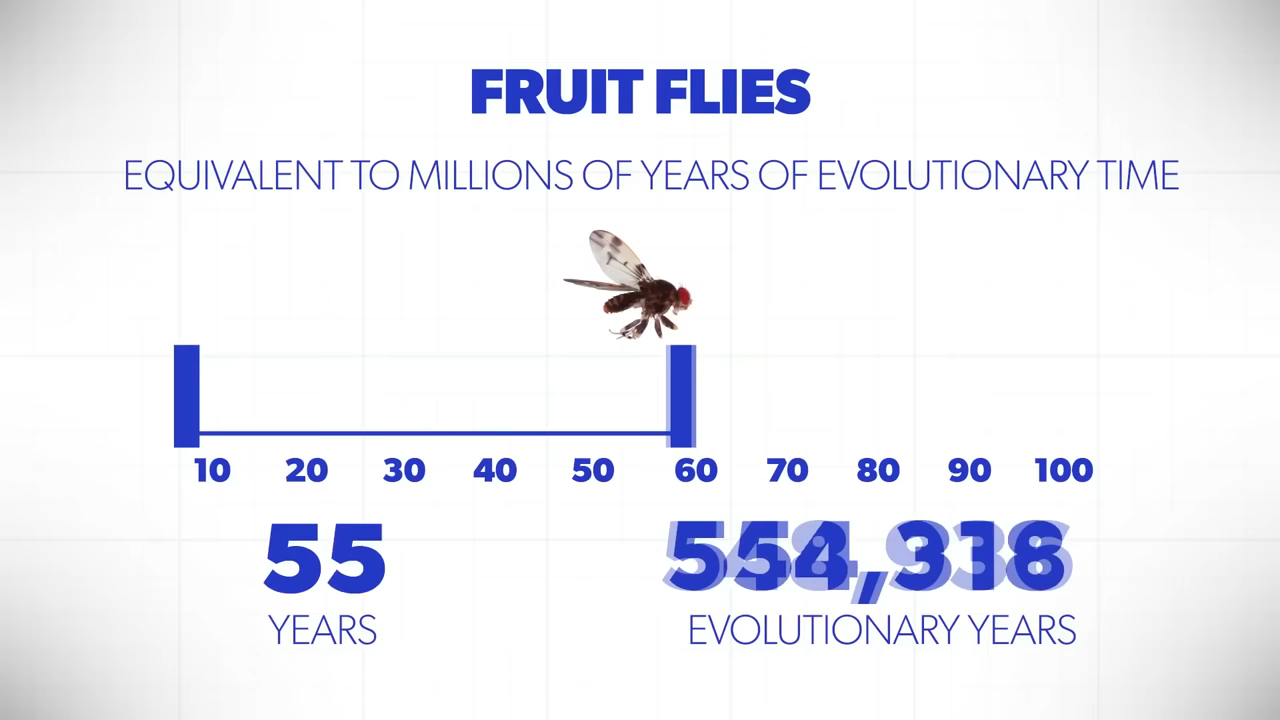 FRUIT FLIES
EQUIVALENT TO MILLIONS OF YEARS OF EVOLUTIONARY TIME
10 20 30 40 50 60 70 80 90 100
55
YEARS
EVOLUTIONARY YEARS